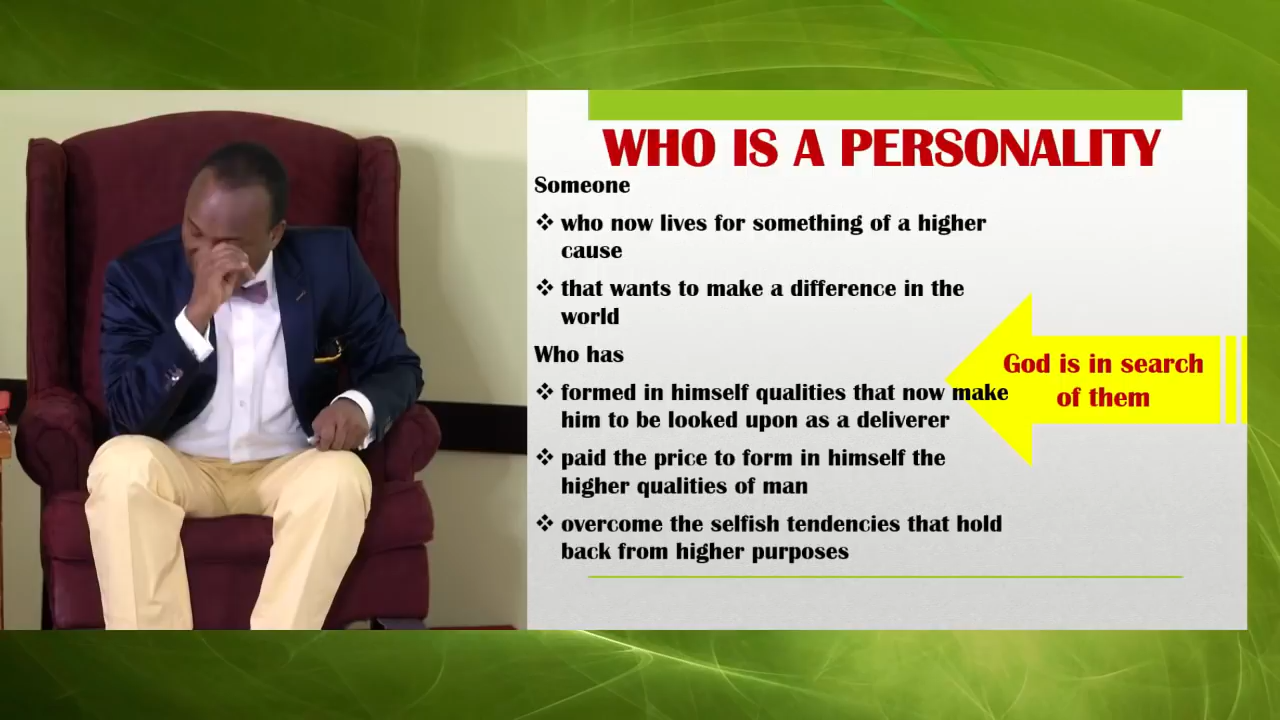 WHO IS A PERSONALITY
Someone
❖ who now lives for something of a higher
cause
❖ that wants to make a difference in the
world
Who has
❖ formed in himself qualities that now make
him to be looked upon as a deliverer
❖ paid the price to form in himself the
higher qualities of man
❖ overcome the selfish tendencies that hold
back from higher purposes
God is in search
of them